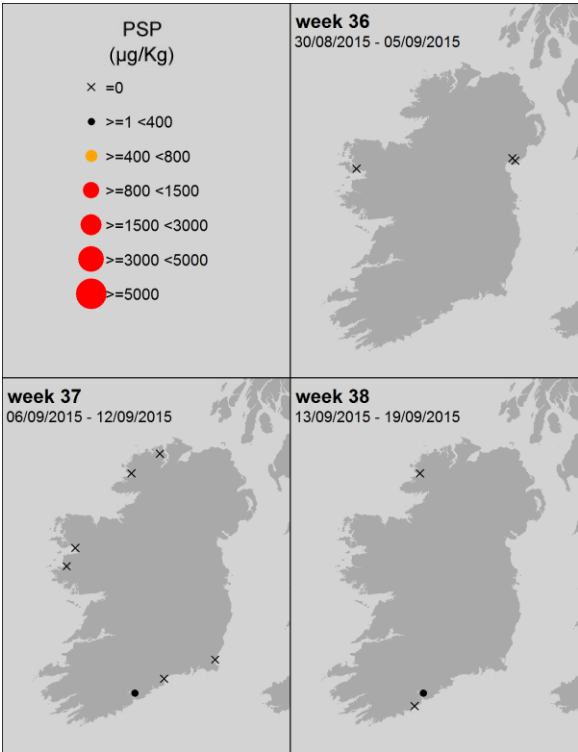 PSP
(µg/Kg)
=0
>=1 <400
>=400 <800
>=800 <1500
>=1500 <3000
>=3000 <5000
>=5000
week 36
30/08/2015 - 05/09/2015
week 37
06/09/2015 - 12/09/2015
week 38
13/09/2015 - 19/09/2015